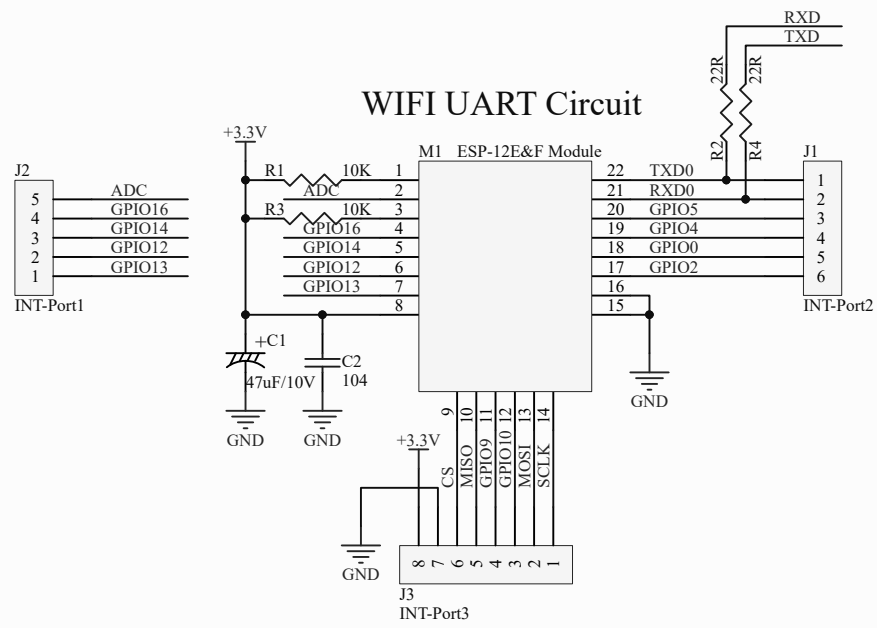 RXD
TXD
22R
22R
R2
R4
WIFI UART Circuit
+3.3V
M1 ESP-12E&F Module
J1
J2
R1 10K 1
ADC 2
R3 10K 3
GPIO16 4
GPIO14 5
GPIO12 6
GPIO13 7
8
22 TXD0 1
21 RXD0 2
20 GPIO5 3
19 GPIO4 4
18 GPIO0 5
17 GPIO2 6
16
15
5 ADC
4 GPIO16
3 GPIO14
2 GPIO12
1 GPIO13
INT-Port1
INT-Port2
+C1
47uF/10V
C2
104
GND
GND
GND
9 10 11 12 13 14
CS MISO GPIO9 GPIO10 MOSI SCLK
+3.3V
GND
8 7 6 5 4 3 2 1
J3
INT-Port3